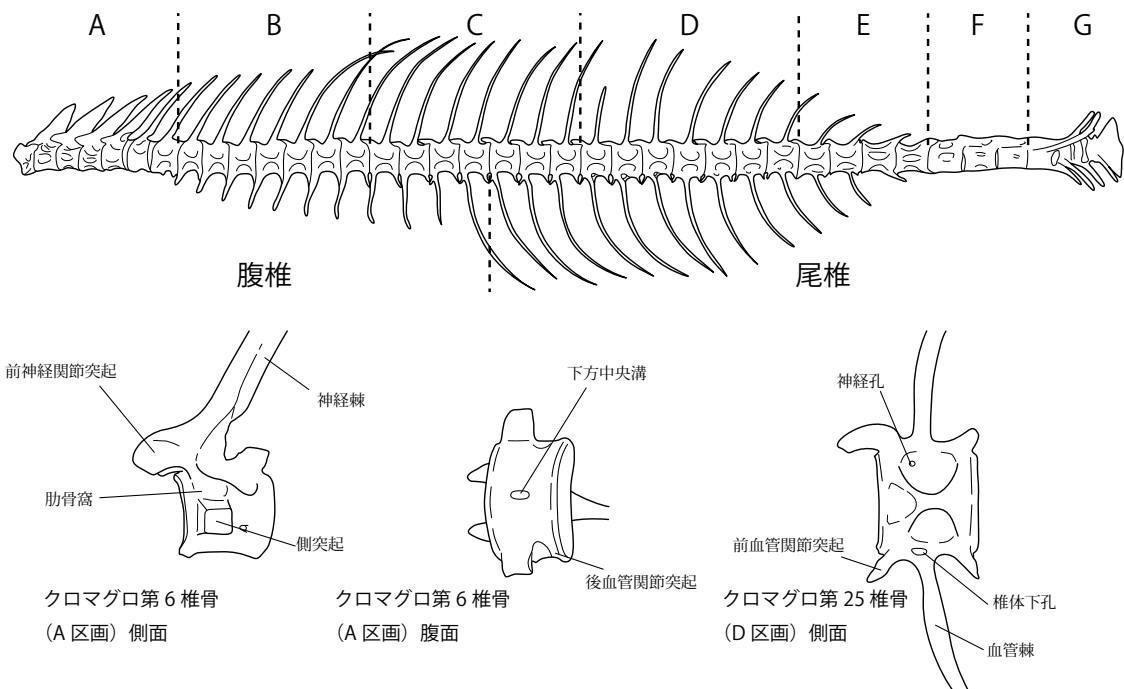 A B C D E F G
腹椎 尾椎
前神経関節突起
神経棘
肋骨窩
側突起
クロマグロ第 6 椎骨
（A 区画）側面
下方中央溝
後血管関節突起
クロマグロ第 6 椎骨
（A 区画）腹面
神経孔
前血管関節突起
椎体下孔
血管棘
クロマグロ第 25 椎骨
（D 区画）側面